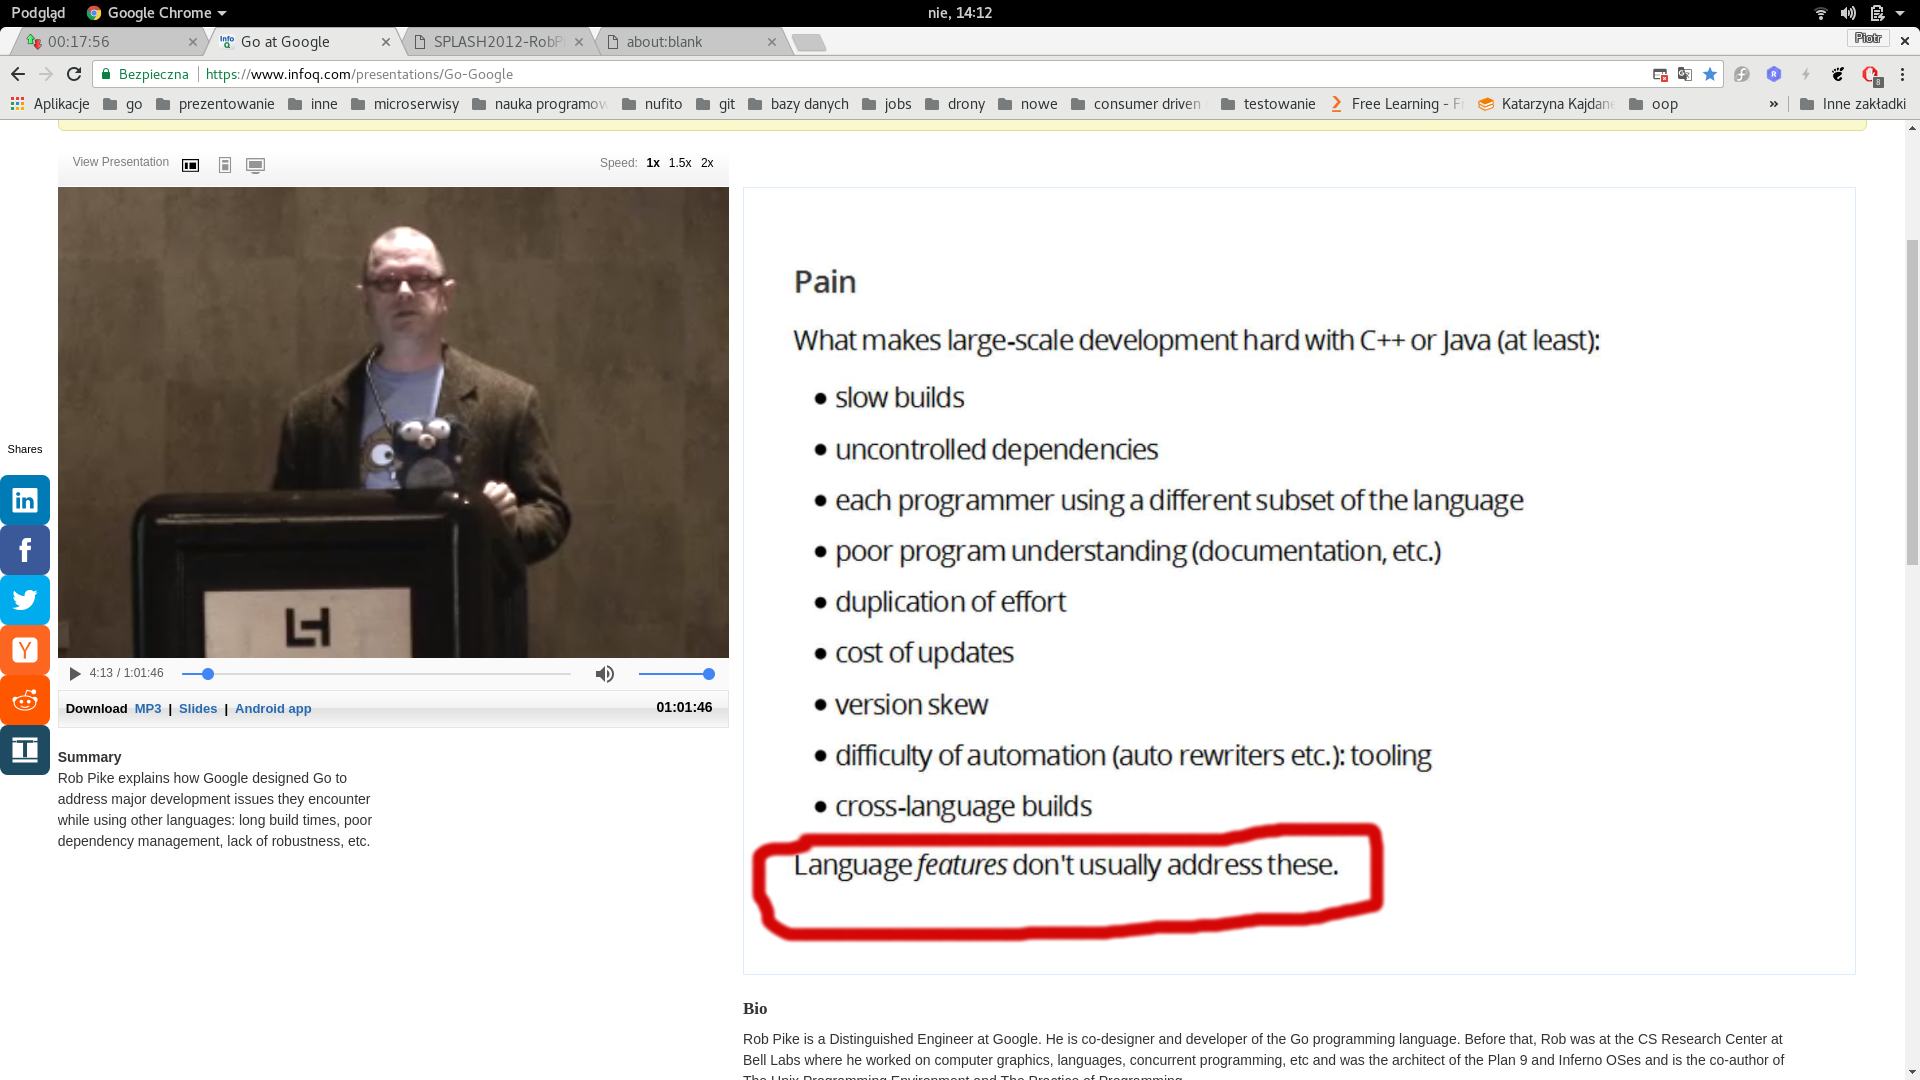 Podgląd Google Chrome nie, 14:12
00:17:56 Go at Google SPLASH2012-RobP about:blank Piotr
Bezpieczna https://www.infoq.com/presentations/Go-Google
Aplikacje go prezentowanie inne microserwisy nauka programow nufito git bazy danych jobs drony nowe consumer driven testowanie Free Learning - F Katarzyna Kajdan oop » Inne zakładki
View Presentation Speed: 1x 1.5x 2x
Pain
What makes large-scale development hard with C++ or Java (at least):
• slow builds
• uncontrolled dependencies
• each programmer using a different subset of the language
• poor program understanding (documentation, etc.)
• duplication of effort
• cost of updates
• version skew
• difficulty of automation (auto rewriters etc.): tooling
• cross-language builds
Language features don't usually address these.
Shares
4:13 / 1:01:46
Download MP3 | Slides | Android app 01:01:46
Summary
Rob Pike explains how Google designed Go to
address major development issues they encounter
while using other languages: long build times, poor
dependency management, lack of robustness, etc.
Bio
Rob Pike is a Distinguished Engineer at Google. He is co-designer and developer of the Go programming language. Before that, Rob was at the CS Research Center at
Bell Labs where he worked on computer graphics, languages, concurrent programming, etc and was the architect of the Plan 9 and Inferno OSes and is the co-author of
The Unix Programming Environment and The Practice of Programming.